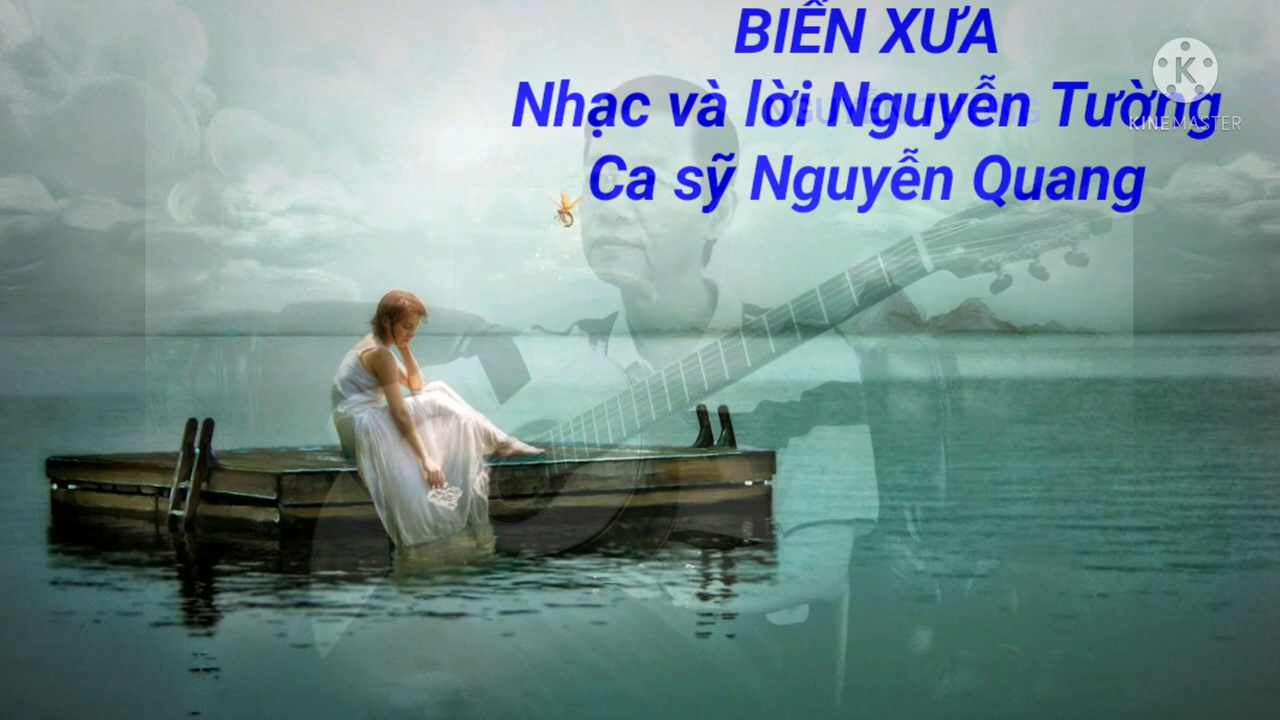 BIỂN XƯA
Nhạc và lời Nguyễn Tường
Ca sỹ Nguyễn Quang
K
KINEMASTER